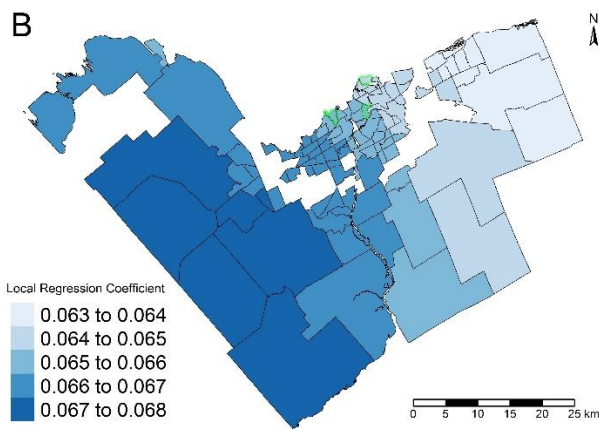 B
N
Local Regression Coefficient
0.063 to 0.064
0.064 to 0.065
0.065 to 0.066
0.066 to 0.067
0.067 to 0.068
0 5 10 15 20 25 km